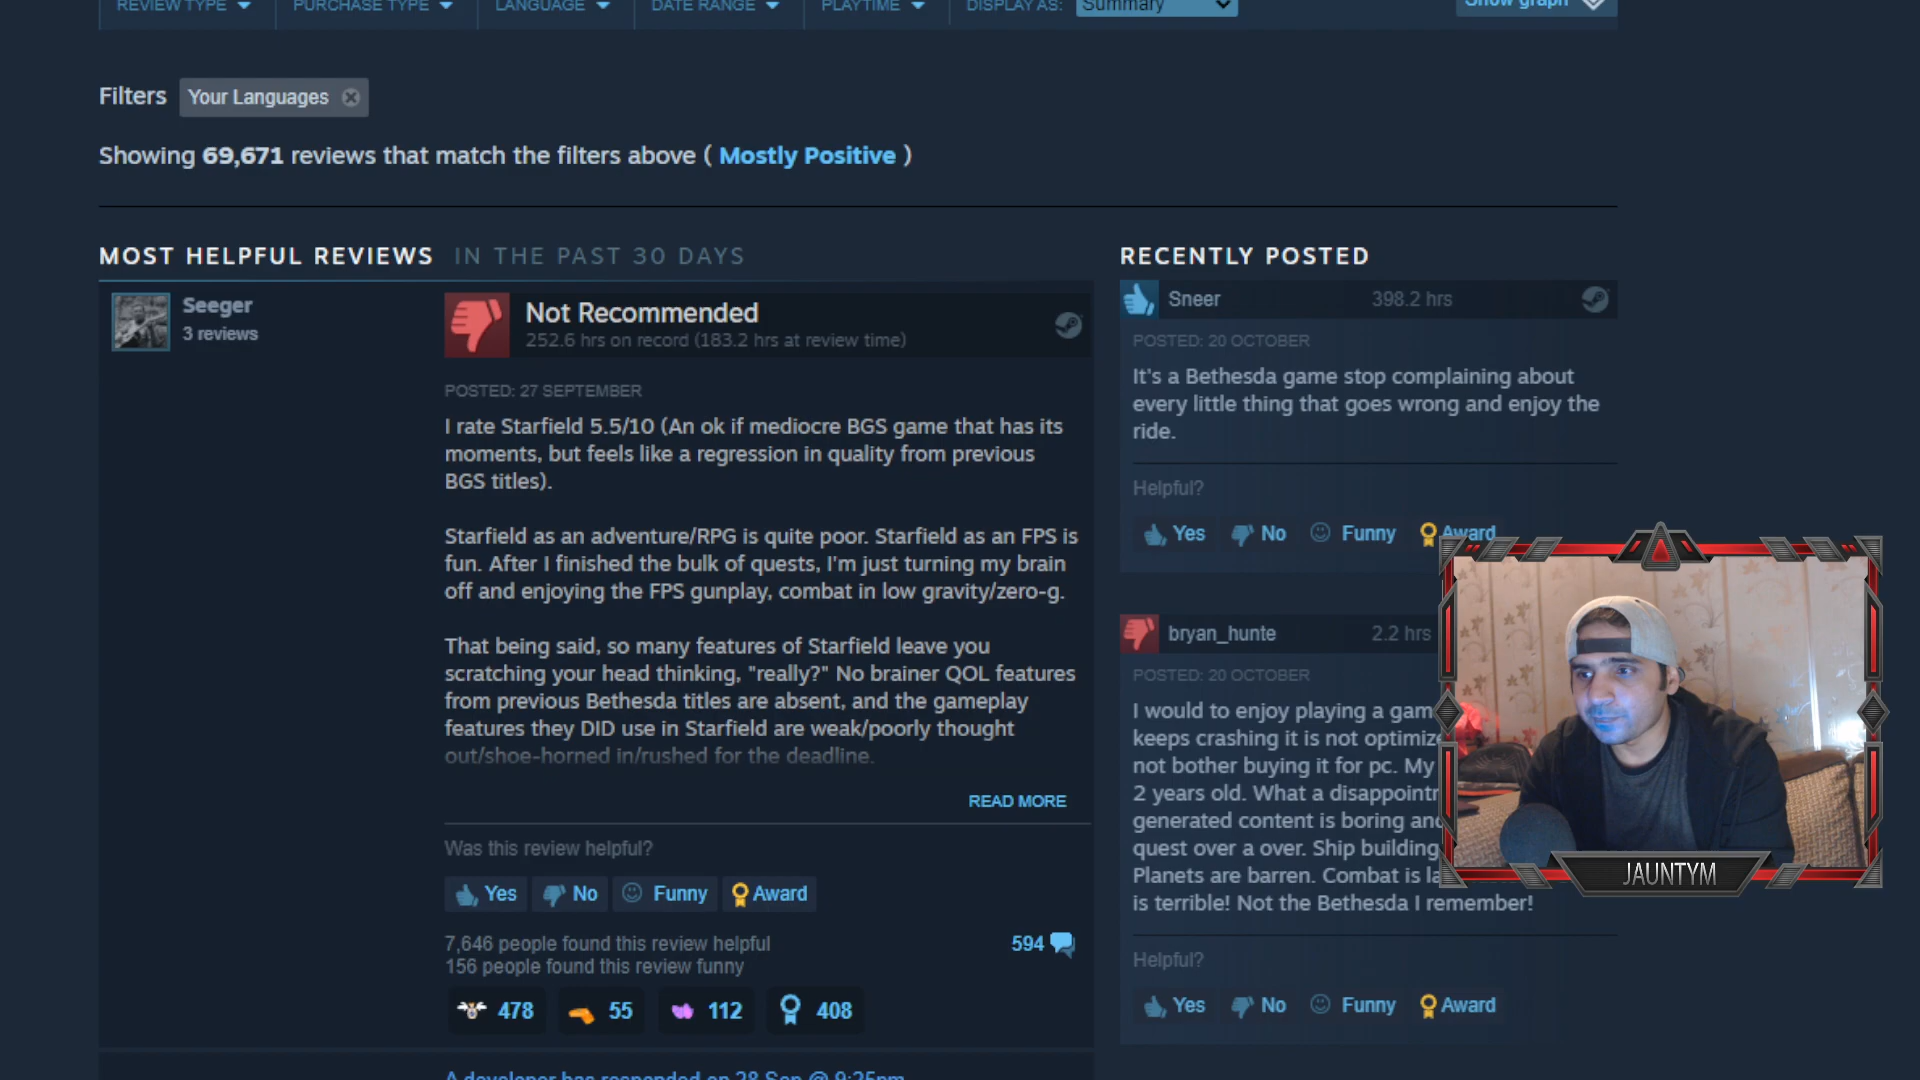 REVIEW TYPE PURCHASE TYPE LANGUAGE DATE RANGE PLAYTIME DISPLAY AS: Summary Show graph
Filters Your Languages
Showing 69,671 reviews that match the filters above ( Mostly Positive )
MOST HELPFUL REVIEWS IN THE PAST 30 DAYS
Seeger
3 reviews
Not Recommended
252.6 hrs on record (183.2 hrs at review time)
POSTED: 27 SEPTEMBER
I rate Starfield 5.5/10 (An ok if mediocre BGS game that has its
moments, but feels like a regression in quality from previous
BGS titles).
Starfield as an adventure/RPG is quite poor. Starfield as an FPS is
fun. After I finished the bulk of quests, I'm just turning my brain
off and enjoying the FPS gunplay, combat in low gravity/zero-g.
That being said, so many features of Starfield leave you
scratching your head thinking, "really?" No brainer QOL features
from previous Bethesda titles are absent, and the gameplay
features they DID use in Starfield are weak/poorly thought
out/shoe-horned in/rushed for the deadline.
READ MORE
Was this review helpful?
Yes No Funny Award
7,646 people found this review helpful
156 people found this review funny
594
478 55 112 408
A developer has responded on 28 Sep @ 9:25pm
RECENTLY POSTED
Sneer 398.2 hrs
POSTED: 20 OCTOBER
It's a Bethesda game stop complaining about
every little thing that goes wrong and enjoy the
ride.
Helpful?
Yes No Funny Award
bryan_hunte 2.2 hrs
POSTED: 20 OCTOBER
I would to enjoy playing a gam
keeps crashing it is not optimize
not bother buying it for pc. My
2 years old. What a disappoint
generated content is boring and
quest over a over. Ship building
Planets are barren. Combat is la
is terrible! Not the Bethesda I remember!
Helpful?
Yes No Funny Award
JAUNTYM